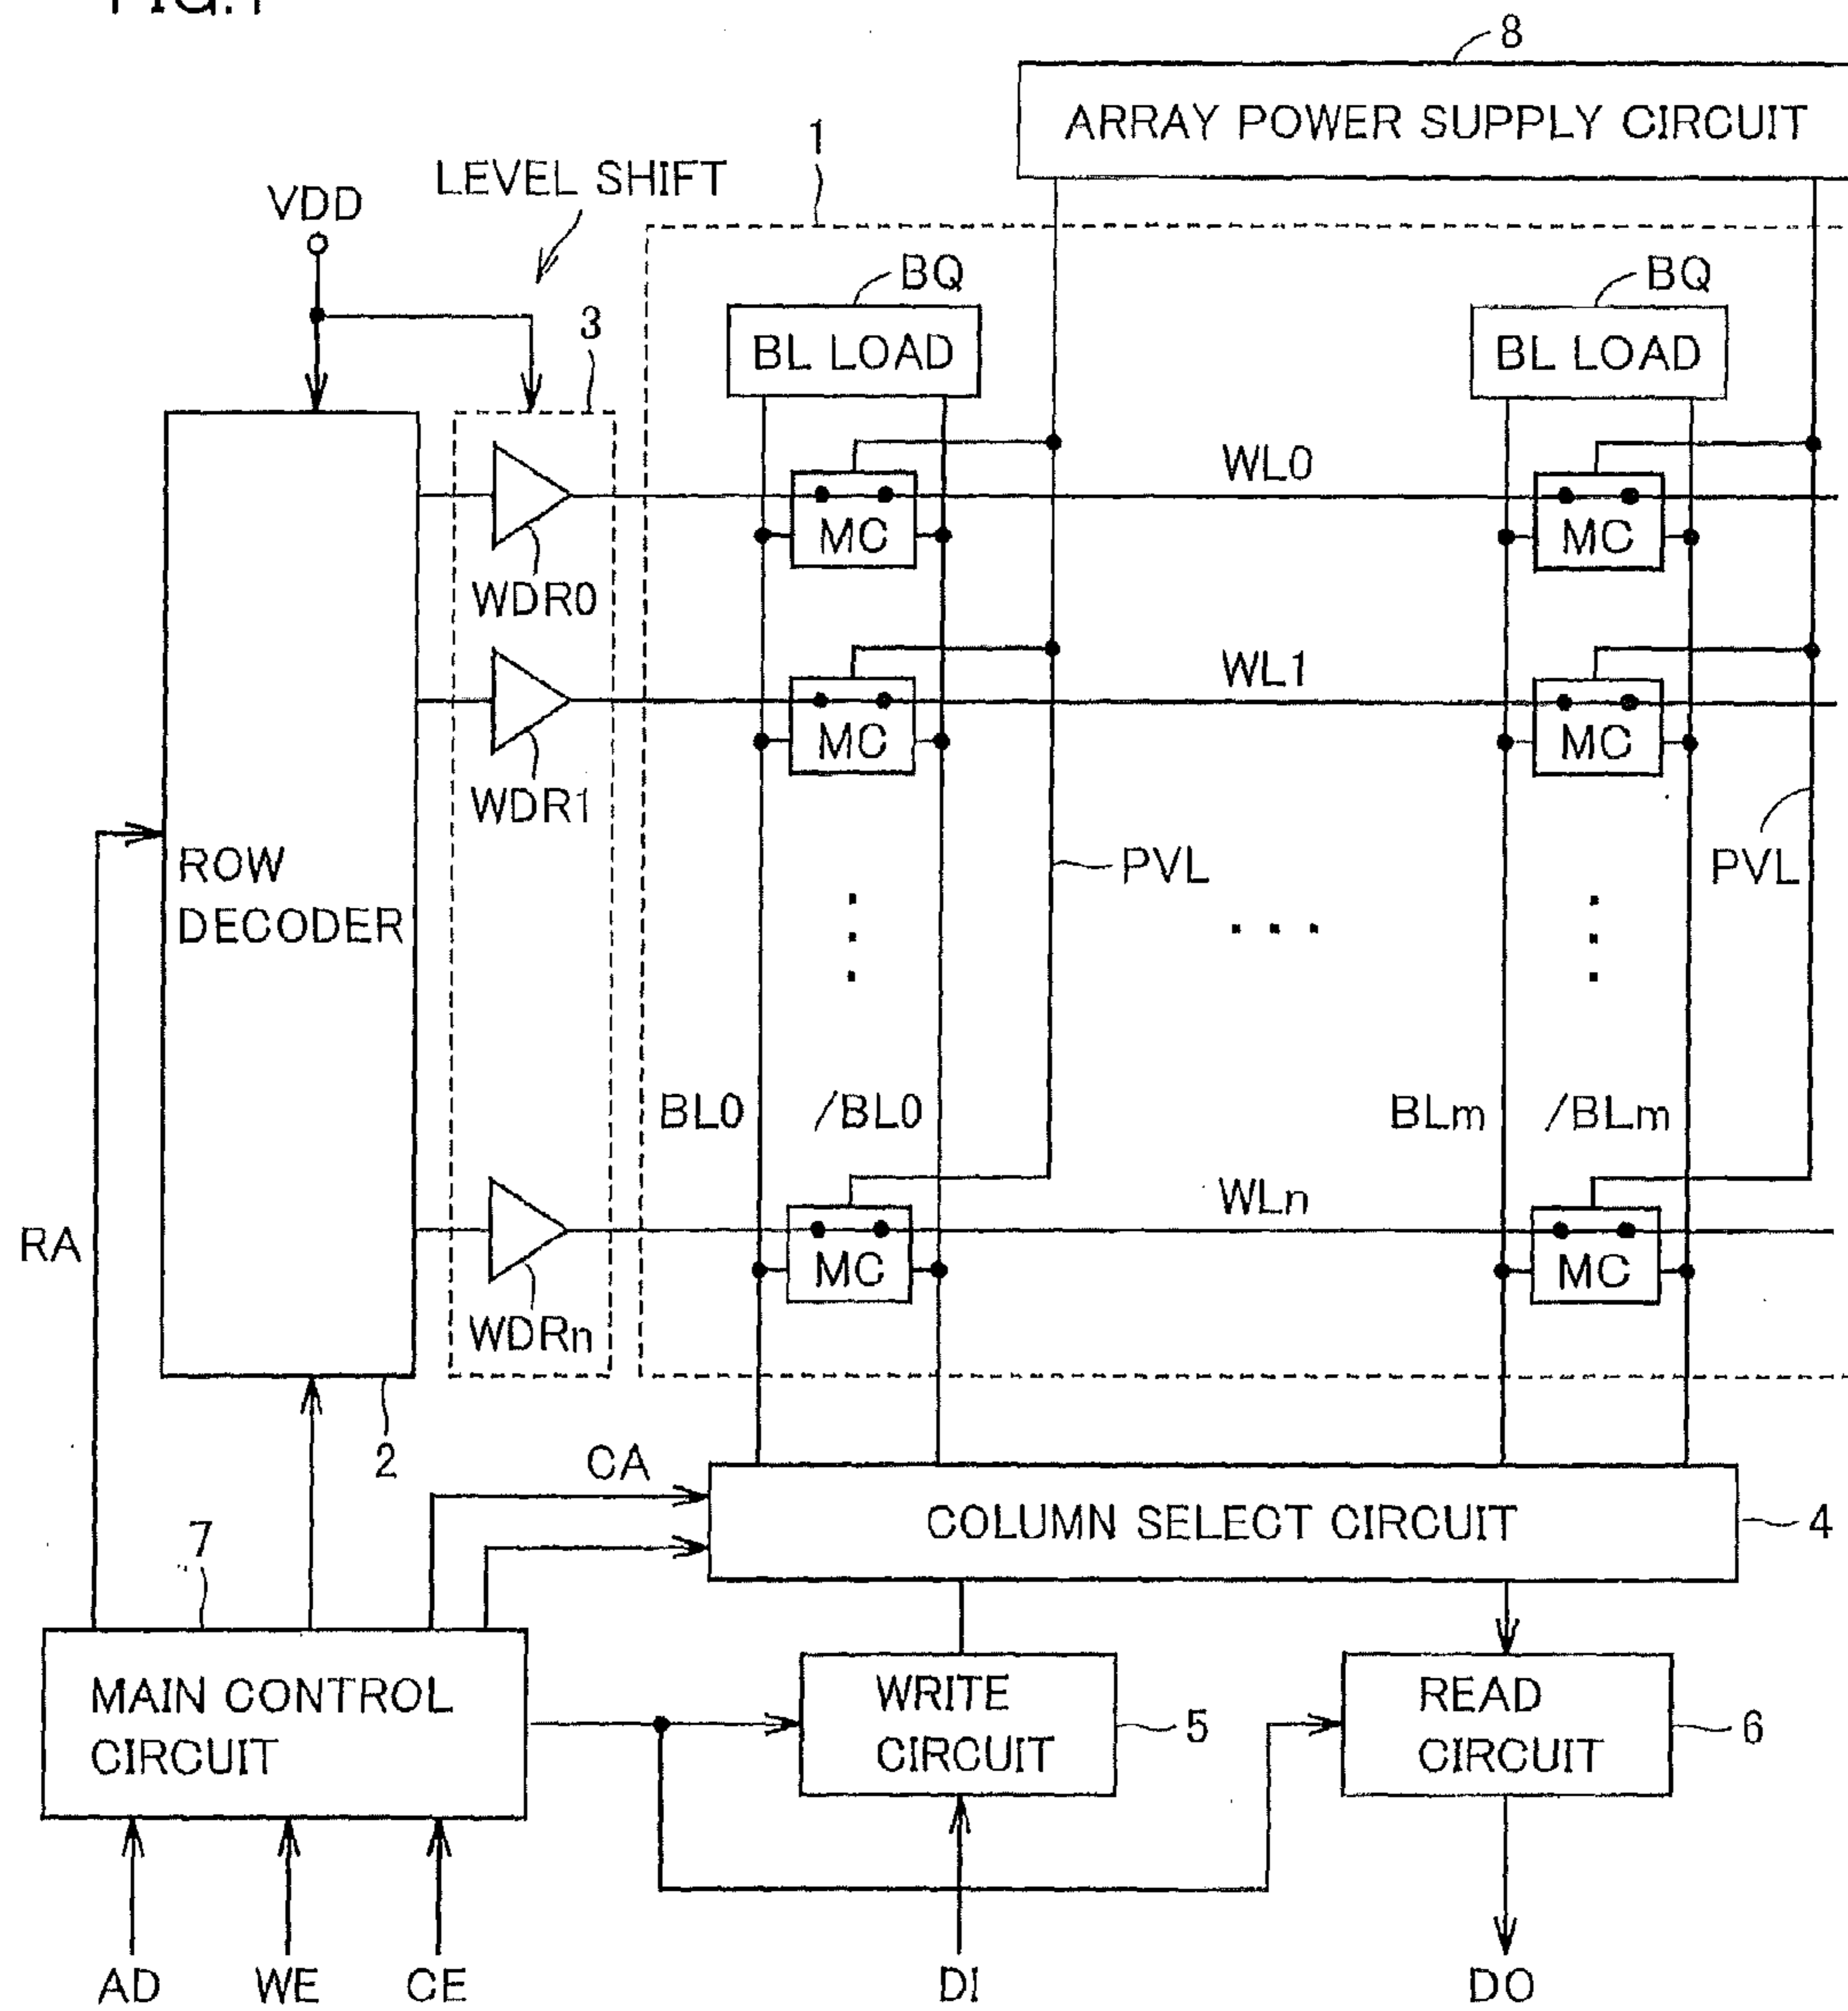 FIG.1
8
ARRAY POWER SUPPLY CIRCUIT
1
LEVEL SHIFT
VDD
BQ
BQ
3
BL LOAD
BL LOAD
WL0
MC
MC
WDR0
WL1
MC
MC
WDR1
ROW
DECODER
PVL
PVL
. . .
BL0
/BL0
BLm
/BLm
WLn
RA
MC
MC
WDRn
2
CA
COLUMN SELECT CIRCUIT
4
7
MAIN CONTROL
CIRCUIT
WRITE
CIRCUIT
5
READ
CIRCUIT
6
AD
WE
CE
DI
DO